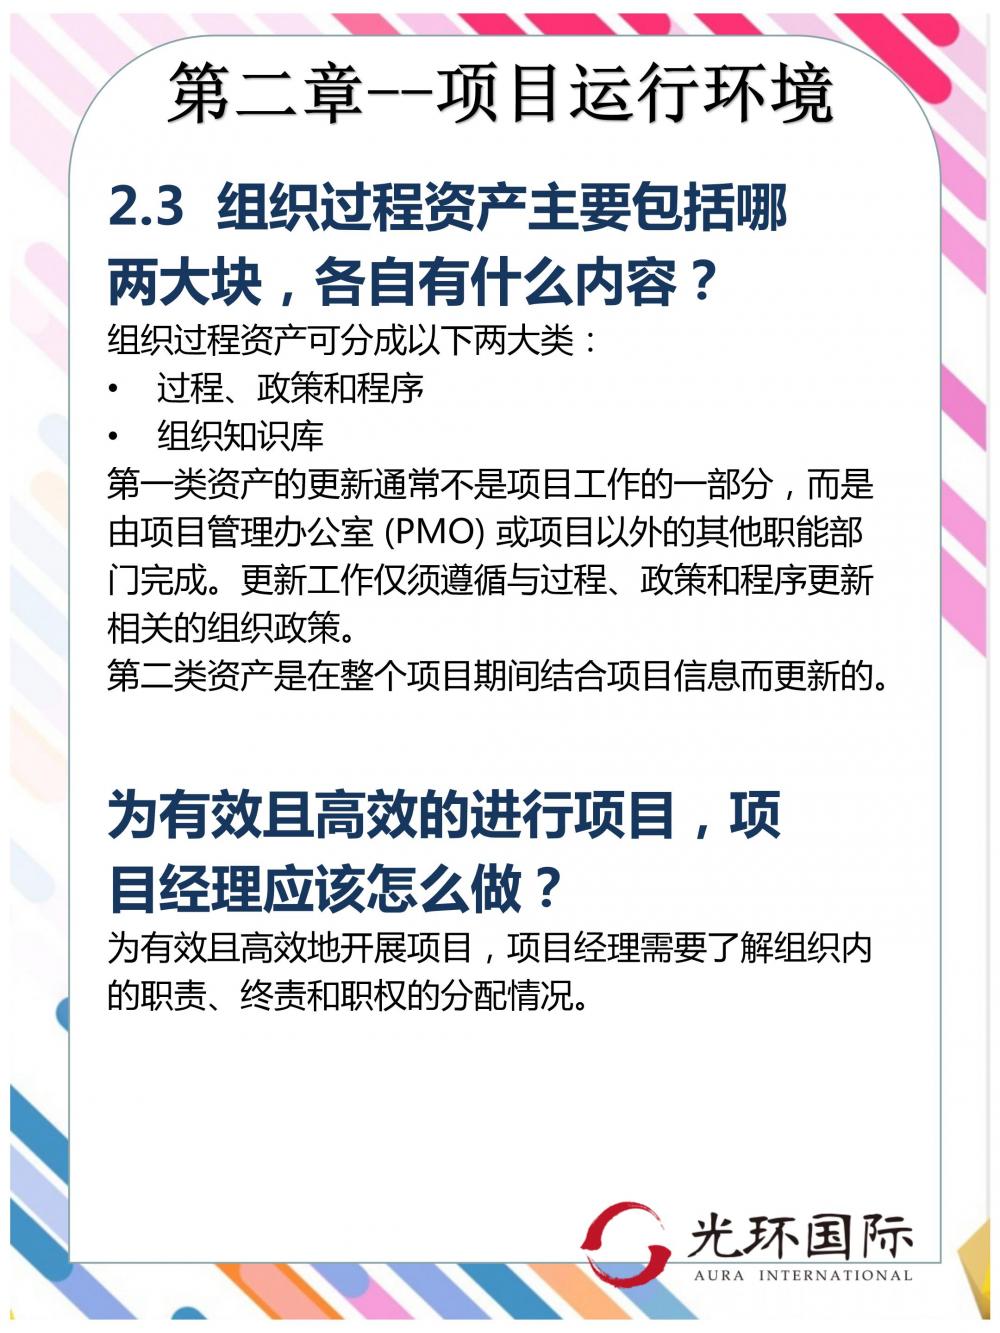 第二章--项目运行环境
2.3 组织过程资产主要包括哪
两大块，各自有什么内容？
组织过程资产可分成以下两大类：
• 过程、政策和程序
• 组织知识库
第一类资产的更新通常不是项目工作的一部分，而是
由项目管理办公室 (PMO) 或项目以外的其他职能部
门完成。更新工作仅须遵循与过程、政策和程序更新
相关的组织政策。
第二类资产是在整个项目期间结合项目信息而更新的。
为有效且高效的进行项目，项
目经理应该怎么做？
为有效且高效地开展项目，项目经理需要了解组织内
的职责、终责和职权的分配情况。
光环国际
AURA INTERNATIONAL